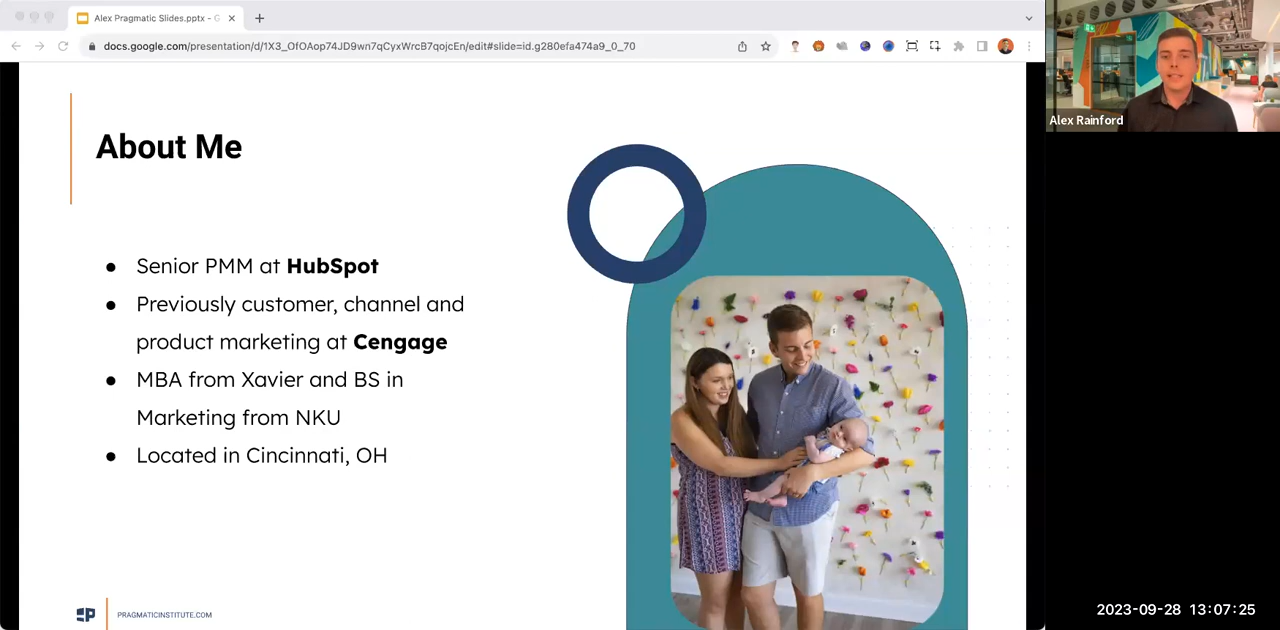 Alex Pragmatic Slides.pptx - G
docs.google.com/presentation/d/1X3_OfOAop74JD9wn7qCyxWrcB7qojcEn/edit#slide=id.g280efa474a9_0_70
Alex Rainford
About Me
● Senior PMM at HubSpot
● Previously customer, channel and
product marketing at Cengage
● MBA from Xavier and BS in
Marketing from NKU
● Located in Cincinnati, OH
PRAGMATICINSTITUTE.COM
2023-09-28 13:07:25